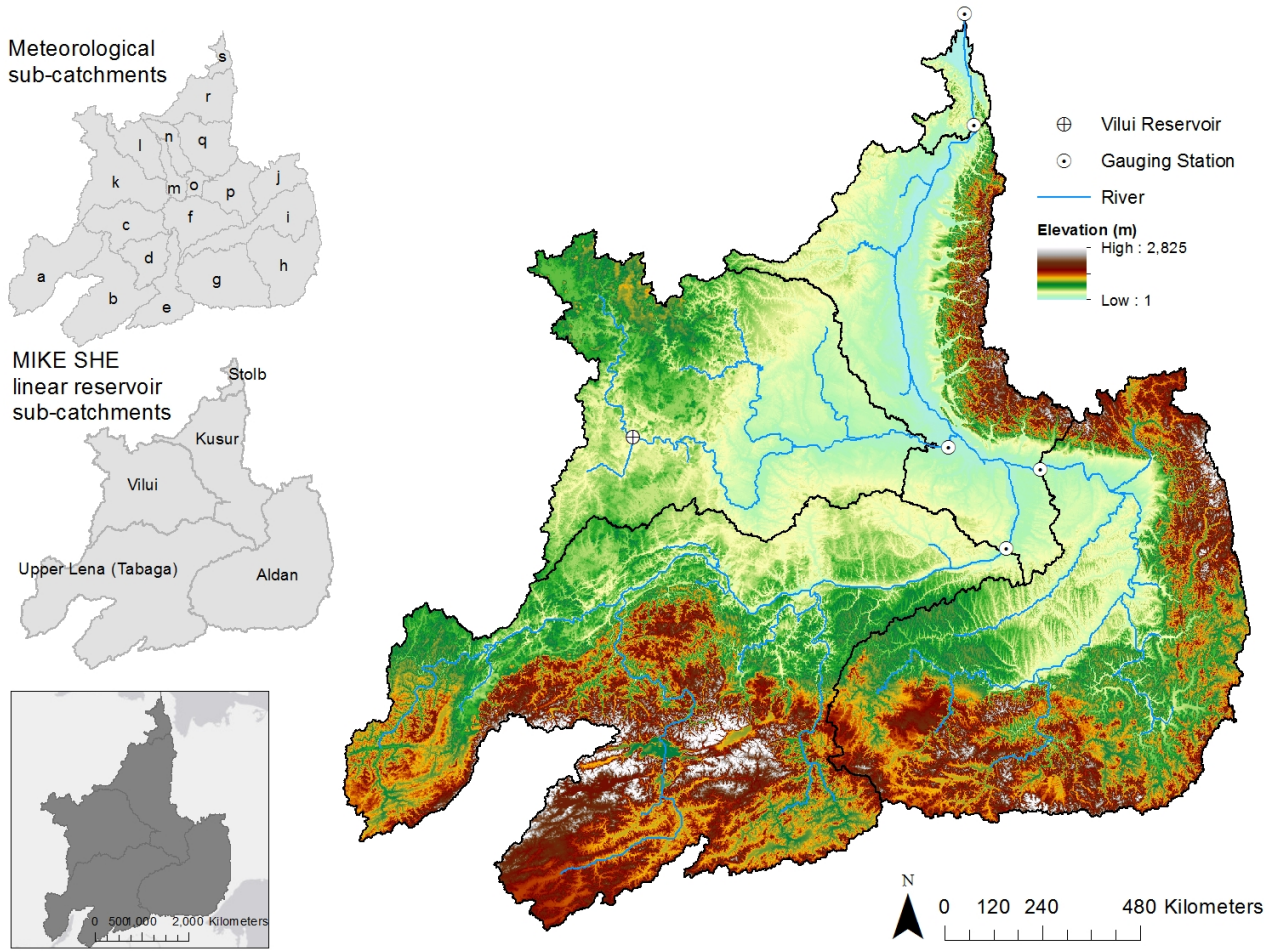 Meteorological
sub-catchments
s
r
n
l
q
k
m
o
p
j
f
i
c
d
a
b
e
g
h
MIKE SHE
linear reservoir
sub-catchments
Stolb
Kusur
Vilui
Upper Lena (Tabaga)
Aldan
0 500 1,000 2,000 Kilometers
Vilui Reservoir
Gauging Station
River
Elevation (m)
High : 2,825
Low : 1
N
0 120 240 480 Kilometers